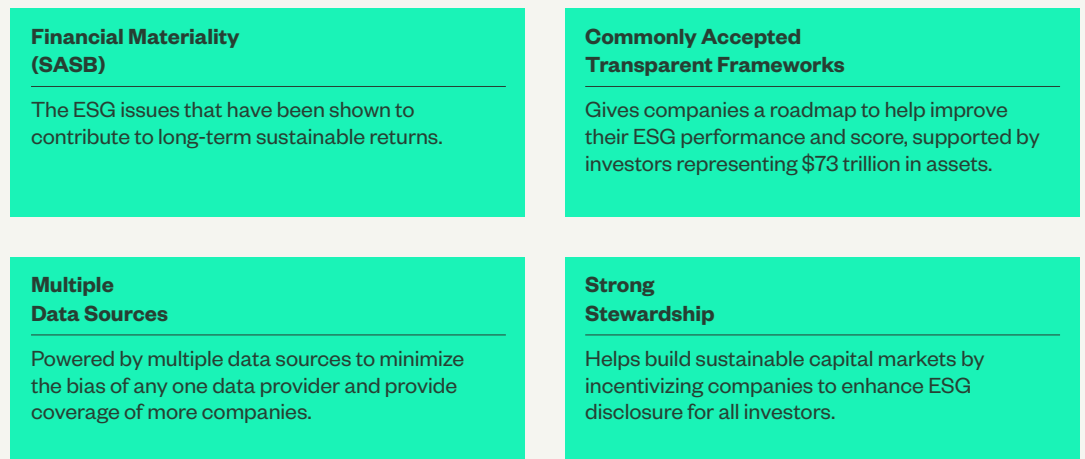 Financial Materiality
(SASB)
The ESG issues that have been shown to
contribute to long-term sustainable returns.
Commonly Accepted
Transparent Frameworks
Gives companies a roadmap to help improve
their ESG performance and score, supported by
investors representing $73 trillion in assets.
Multiple
Data Sources
Powered by multiple data sources to minimize
the bias of any one data provider and provide
coverage of more companies.
Strong
Stewardship
Helps build sustainable capital markets by
incentivizing companies to enhance ESG
disclosure for all investors.